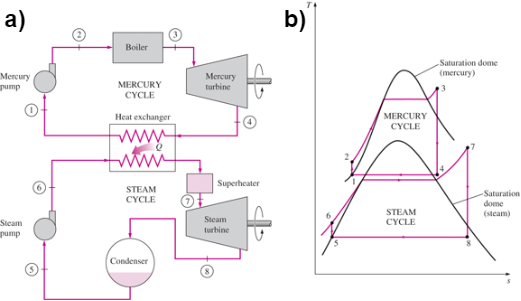 a)
2
Boiler
3
Mercury
pump
MERCURY
CYCLE
Mercury
turbine
1
Heat exchanger
4
Q
6
STEAM
CYCLE
Superheater
7
Steam
pump
Steam
turbine
Condenser
5
8
b)
T
Saturation dome
(mercury)
3
MERCURY
CYCLE
2
1
4
7
Saturation
dome
(steam)
STEAM
CYCLE
6
5
8
s